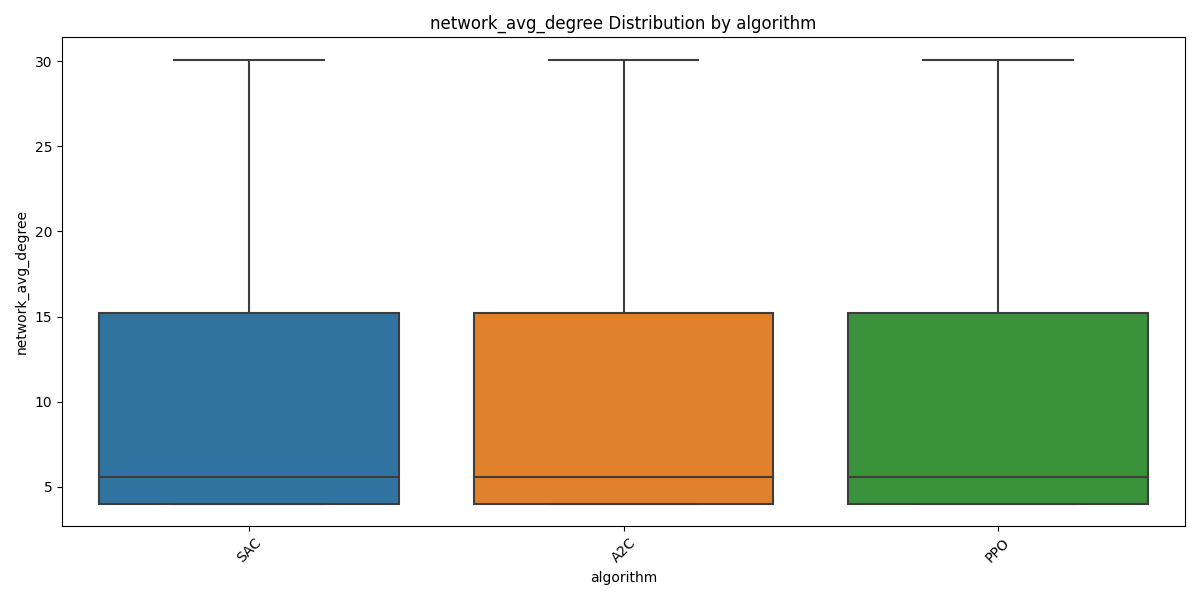 network_avg_degree Distribution by algorithm
network_avg_degree
30
25
20
15
10
5
SAC
A2C
PPO
algorithm